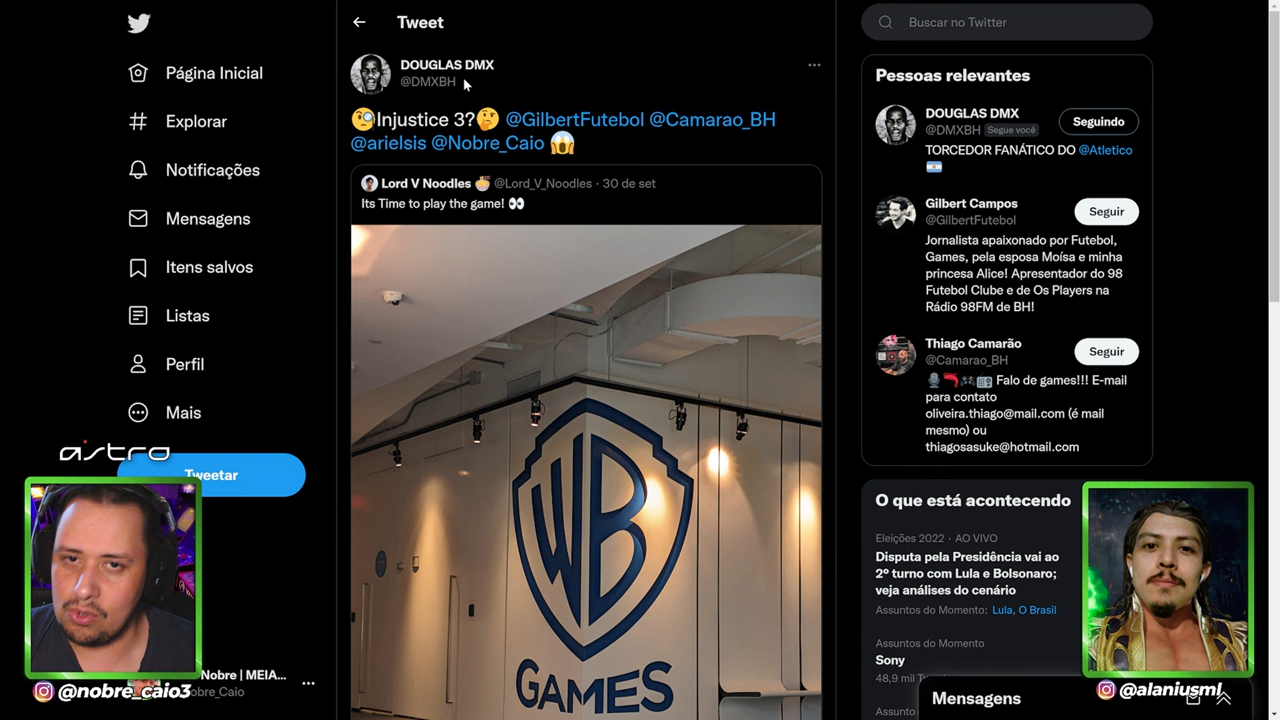 Página Inicial
Explorar
Notificações
Mensagens
Itens salvos
Listas
Perfil
Mais
astro
Tweetar
Nobre | MEIA...
obre_Caio
@nobre_caio3
Tweet
DOUGLAS DMX
@DMXBH
🧐Injustice 3?🤔 @GilbertFutebol @Camarao_BH
@arielsis @Nobre_Caio 😱
Lord V Noodles 🍜 @Lord_V_Noodles · 30 de set
Its Time to play the game! 👀
WB
GAMES
Buscar no Twitter
Pessoas relevantes
DOUGLAS DMX
@DMXBH Segue você
Seguindo
TORCEDOR FANÁTICO DO @Atletico
🇦🇷
Gilbert Campos
@GilbertFutebol
Seguir
Jornalista apaixonado por Futebol,
Games, pela esposa Moísa e minha
princesa Alice! Apresentador do 98
Futebol Clube e de Os Players na
Rádio 98FM de BH!
Thiago Camarão
@Camarao_BH
Seguir
🎙️🦐🎮📻 Falo de games!!! E-mail
para contato
oliveira.thiago@mail.com (é mail
mesmo) ou
thiagosasuke@hotmail.com
O que está acontecendo
Eleições 2022 · AO VIVO
Disputa pela Presidência vai ao
2º turno com Lula e Bolsonaro;
veja análises do cenário
Assuntos do Momento: Lula, O Brasil
Assuntos do Momento
Sony
48,9 mil
Assunto
Mensagens
@alaniusml